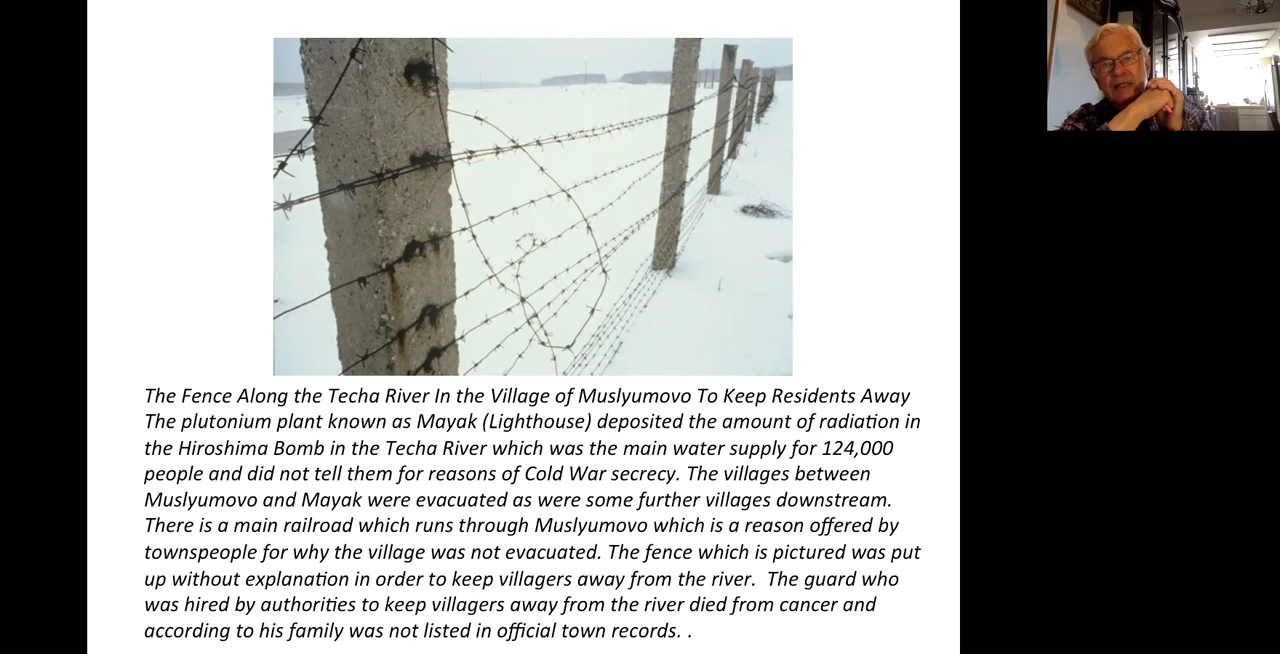 The Fence Along the Techa River In the Village of Muslyumovo To Keep Residents Away
The plutonium plant known as Mayak (Lighthouse) deposited the amount of radiation in
the Hiroshima Bomb in the Techa River which was the main water supply for 124,000
people and did not tell them for reasons of Cold War secrecy. The villages between
Muslyumovo and Mayak were evacuated as were some further villages downstream.
There is a main railroad which runs through Muslyumovo which is a reason offered by
townspeople for why the village was not evacuated. The fence which is pictured was put
up without explanation in order to keep villagers away from the river.  The guard who
was hired by authorities to keep villagers away from the river died from cancer and
according to his family was not listed in official town records. .